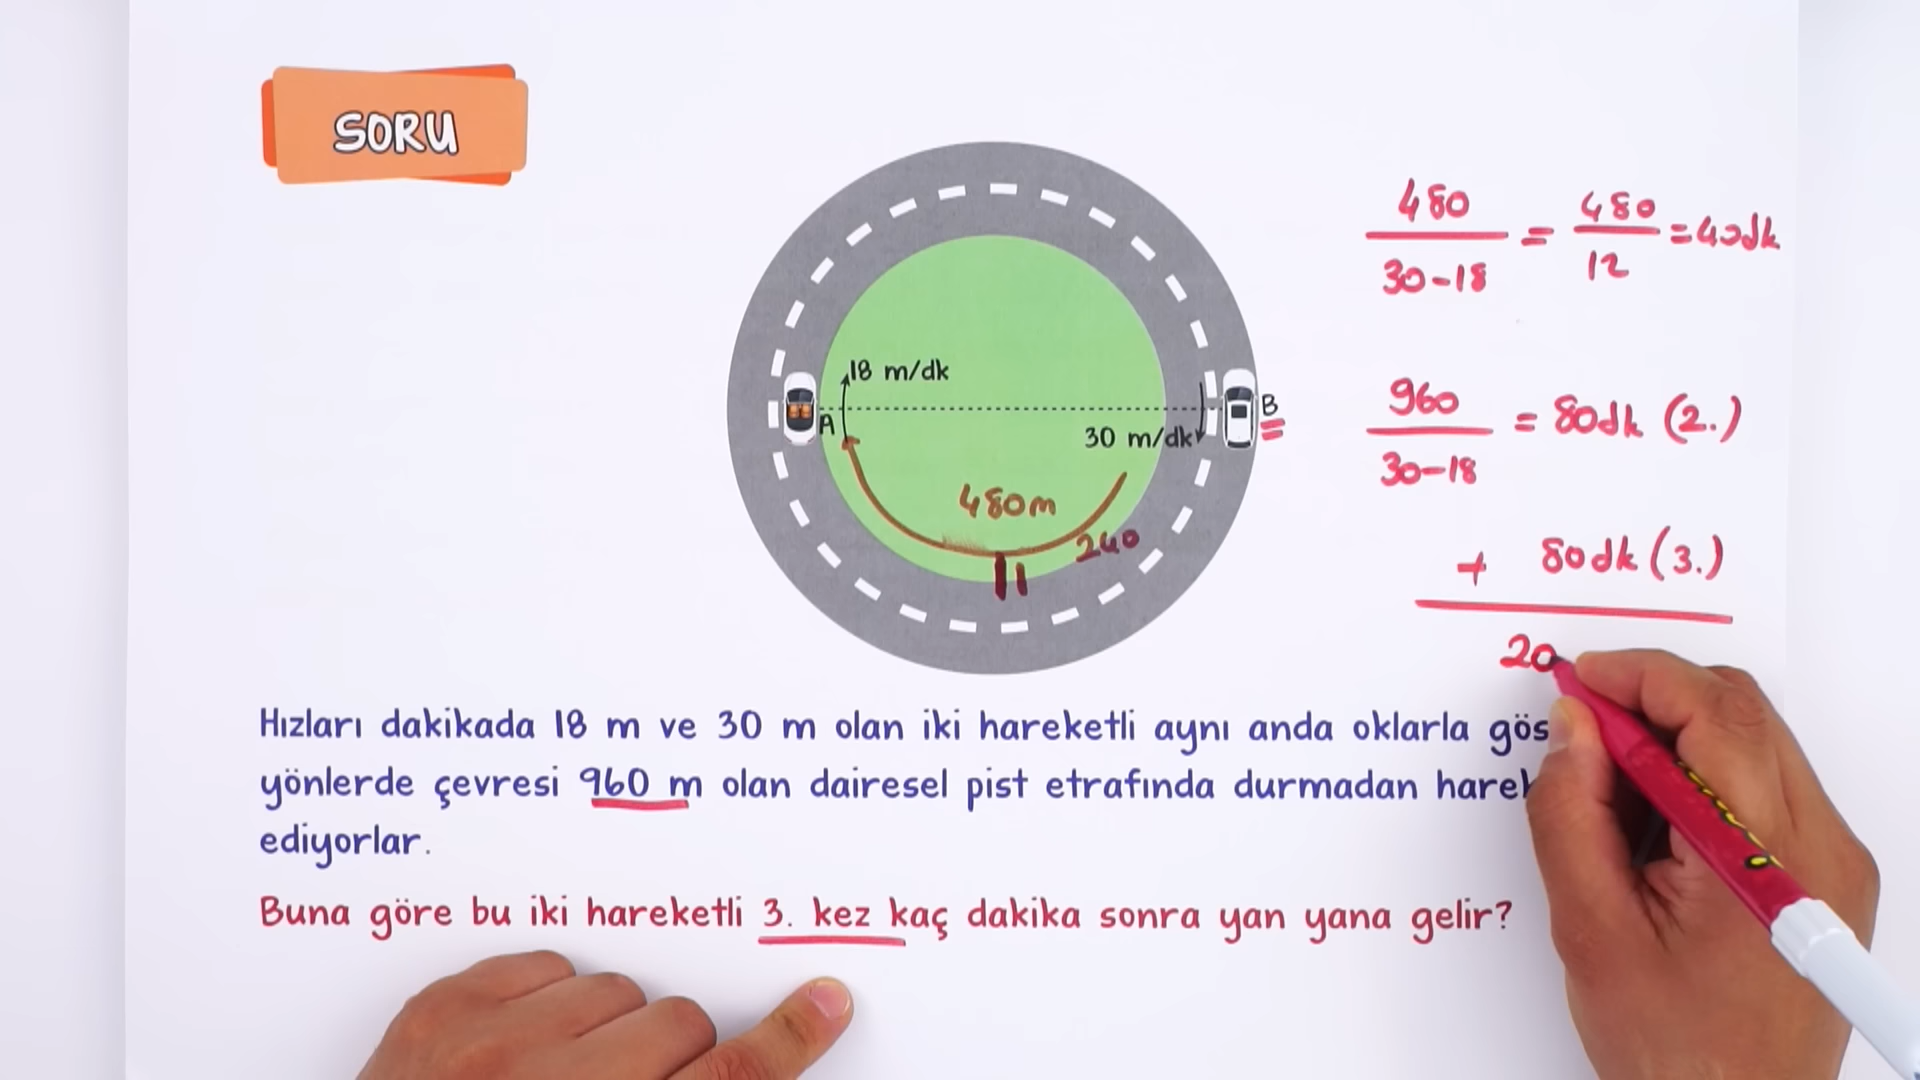 SORU
480
30-18
=
480
12
=40dk
18 m/dk
A
B
30 m/dk
480m
240
960
30-18
= 80dk (2.)
+ 80dk (3.)
20
Hızları dakikada 18 m ve 30 m olan iki hareketli aynı anda oklarla gös
yönlerde çevresi 960 m olan dairesel pist etrafında durmadan harek
ediyorlar.
Buna göre bu iki hareketli 3. kez kaç dakika sonra yan yana gelir?